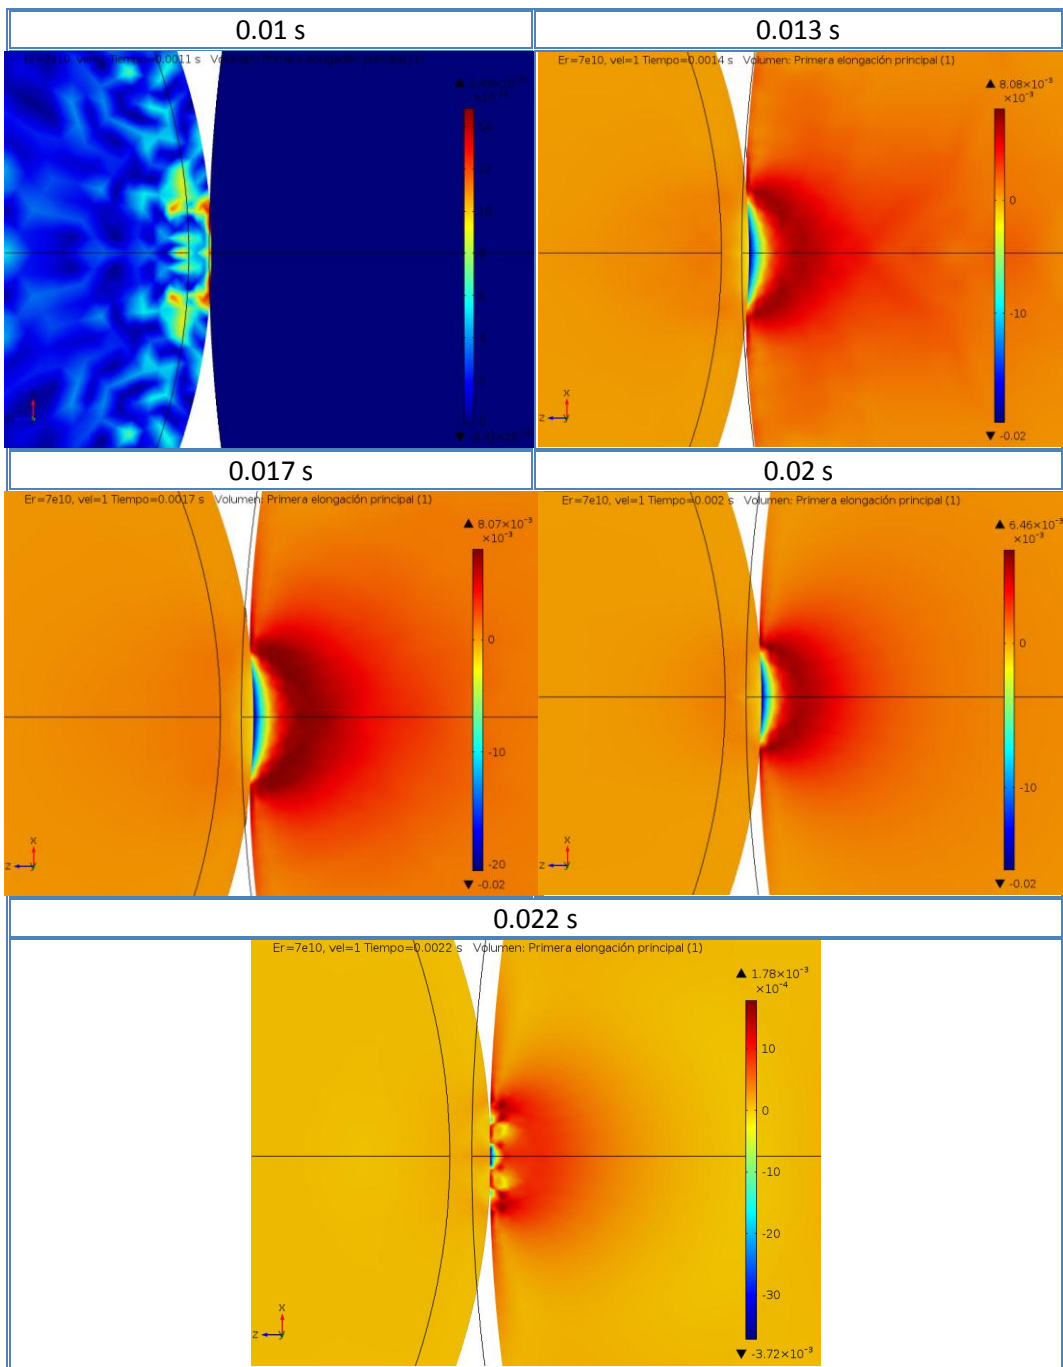 0.01 s
0.013 s
Tiempo=0.0011 s Volumen: Primera elongación principal (1)
Er=7e10, vel=1 Tiempo=0.0014 s Volumen: Primera elongación principal (1)
▲ 8.08×10⁻³
×10⁻³
0
-10
▼ -0.02
x
z y
0.017 s
0.02 s
Er=7e10, vel=1 Tiempo=0.0017 s Volumen: Primera elongación principal (1)
▲ 8.07×10⁻³
×10⁻³
0
-10
-20
▼ -0.02
x
z y
Er=7e10, vel=1 Tiempo=0.002 s Volumen: Primera elongación principal (1)
▲ 6.46×10⁻³
×10⁻³
0
-10
▼ -0.02
x
z y
0.022 s
Er=7e10, vel=1 Tiempo=0.0022 s Volumen: Primera elongación principal (1)
▲ 1.78×10⁻³
×10⁻⁴
10
0
-10
-20
-30
▼ -3.72×10⁻³
x
z y